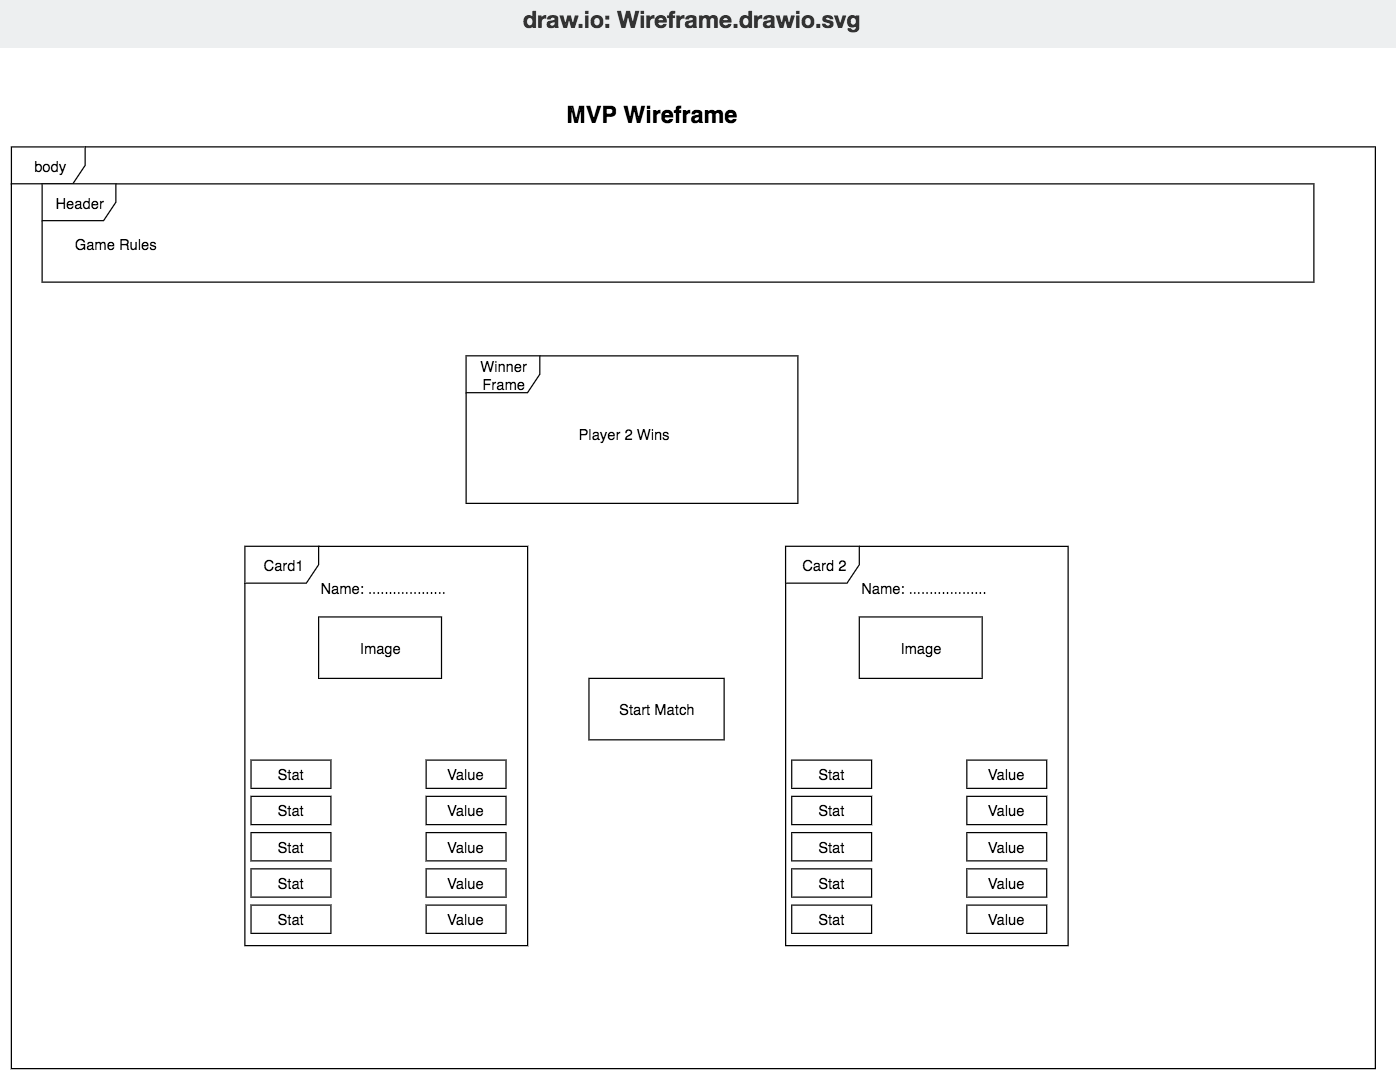 draw.io: Wireframe.drawio.svg
MVP Wireframe
body
Header
Game Rules
Winner
Frame
Player 2 Wins
Card1
Name: ...................
Image
Stat
Value
Stat
Value
Stat
Value
Stat
Value
Stat
Value
Start Match
Card 2
Name: ...................
Image
Stat
Value
Stat
Value
Stat
Value
Stat
Value
Stat
Value